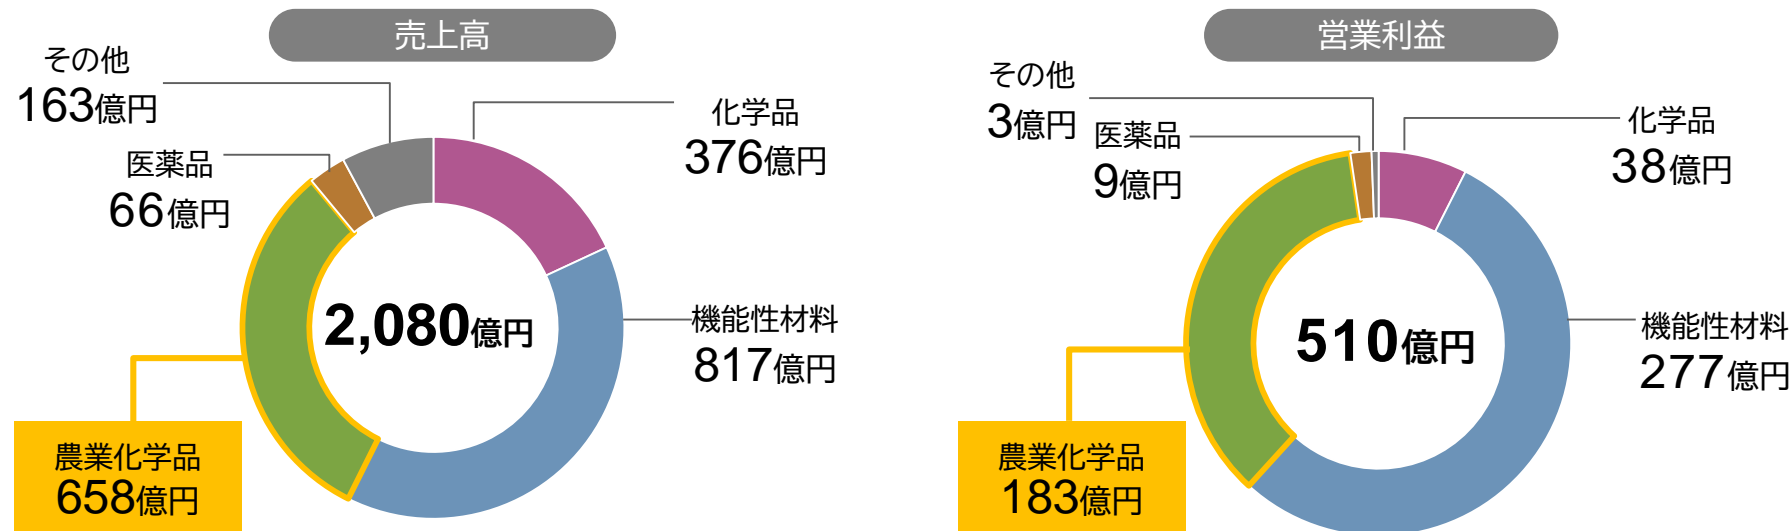 売上高
その他
163億円
化学品
376億円
医薬品
66億円
2,080億円
機能性材料
817億円
農業化学品
658億円
営業利益
その他
3億円
化学品
38億円
医薬品
9億円
510億円
機能性材料
277億円
農業化学品
183億円